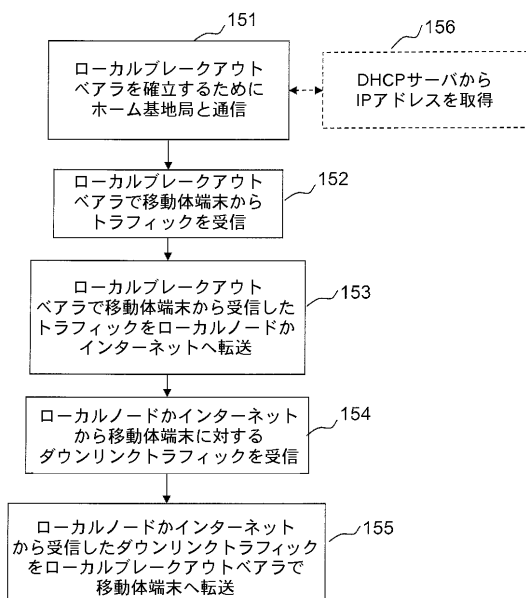 151
ローカルブレークアウト
ベアラを確立するために
ホーム基地局と通信
156
DHCPサーバから
IPアドレスを取得
152
ローカルブレークアウト
ベアラで移動体端末から
トラフィックを受信
153
ローカルブレークアウト
ベアラで移動体端末から受信した
トラフィックをローカルノードか
インターネットへ転送
154
ローカルノードかインターネット
から移動体端末に対する
ダウンリンクトラフィックを受信
155
ローカルノードかインターネット
から受信したダウンリンクトラフィック
をローカルブレークアウトベアラで
移動体端末へ転送